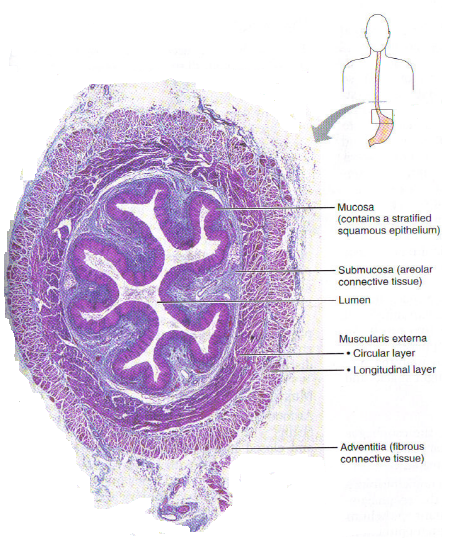 Mucosa
(contains a stratified
squamous epithelium)
Submucosa (areolar
connective tissue)
Lumen
Muscularis externa
• Circular layer
• Longitudinal layer
Adventitia (fibrous
connective tissue)